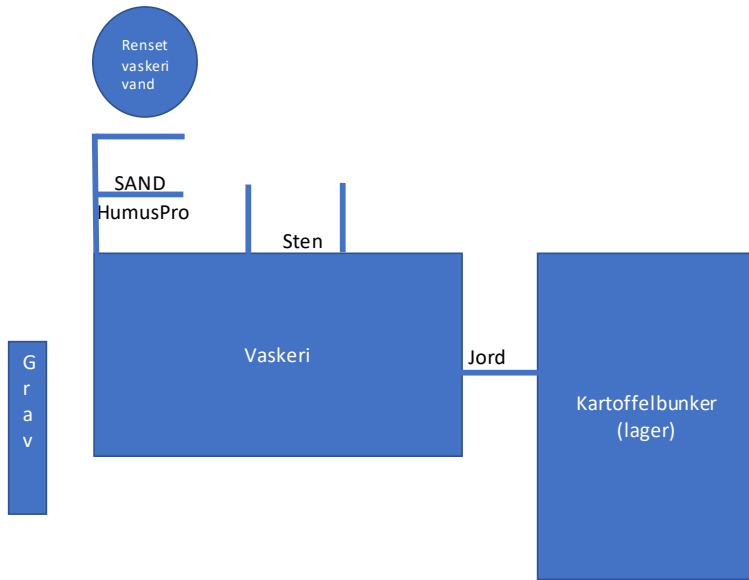 Renset
vaskeri
vand
SAND
HumusPro
Sten
Vaskeri
Jord
Kartoffelbunker
(lager)
G
r
a
v